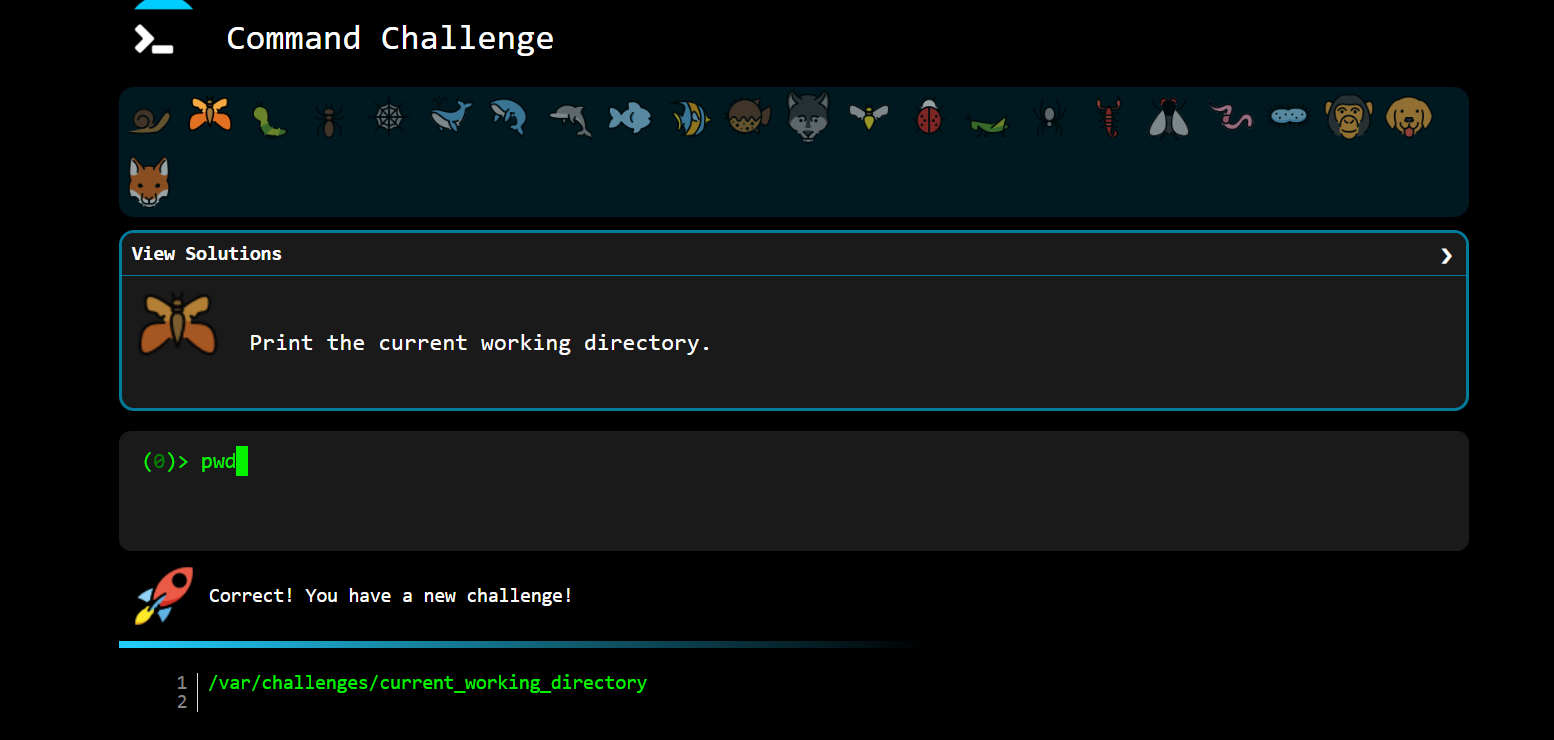 Command Challenge
View Solutions ❯
Print the current working directory.
(0)> pwd
Correct! You have a new challenge!
1 /var/challenges/current_working_directory
2